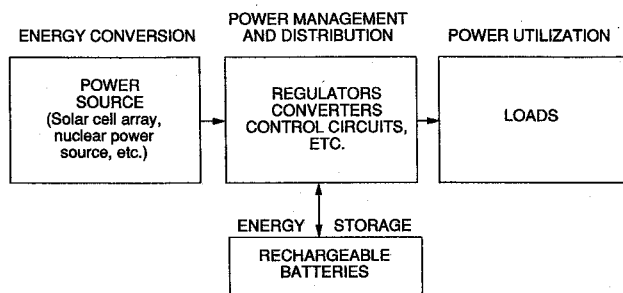 ENERGY CONVERSION
POWER MANAGEMENT
AND DISTRIBUTION
POWER UTILIZATION
POWER
SOURCE
(Solar cell array,
nuclear power
source, etc.)
REGULATORS
CONVERTERS
CONTROL CIRCUITS,
ETC.
LOADS
ENERGY STORAGE
RECHARGEABLE
BATTERIES